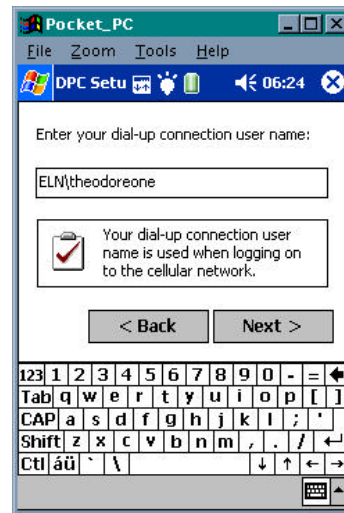 Pocket_PC
File Zoom Tools Help
DPC Setu 06:24
Enter your dial-up connection user name:
ELN\theodoreone
Your dial-up connection user
name is used when logging on
to the cellular network.
< Back Next >
123 1 2 3 4 5 6 7 8 9 0 - =
Tab q w e r t y u i o p [ ]
CAP a s d f g h j k l ; '
Shift z x c v b n m , . /
Ctl áü ` \